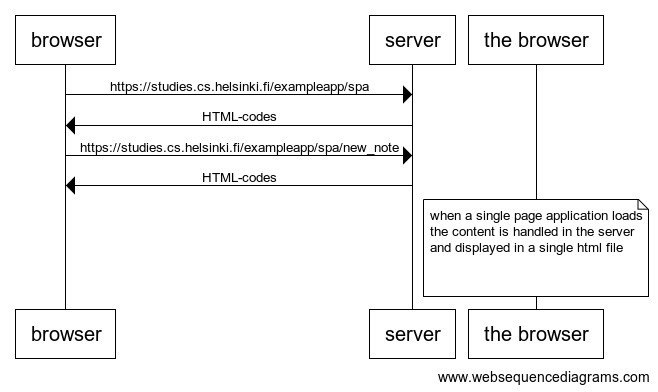 browser
server
the browser
https://studies.cs.helsinki.fi/exampleapp/spa
HTML-codes
https://studies.cs.helsinki.fi/exampleapp/spa/new_note
HTML-codes
when a single page application loads
the content is handled in the server
and displayed in a single html file
browser
server
the browser
www.websequencediagrams.com